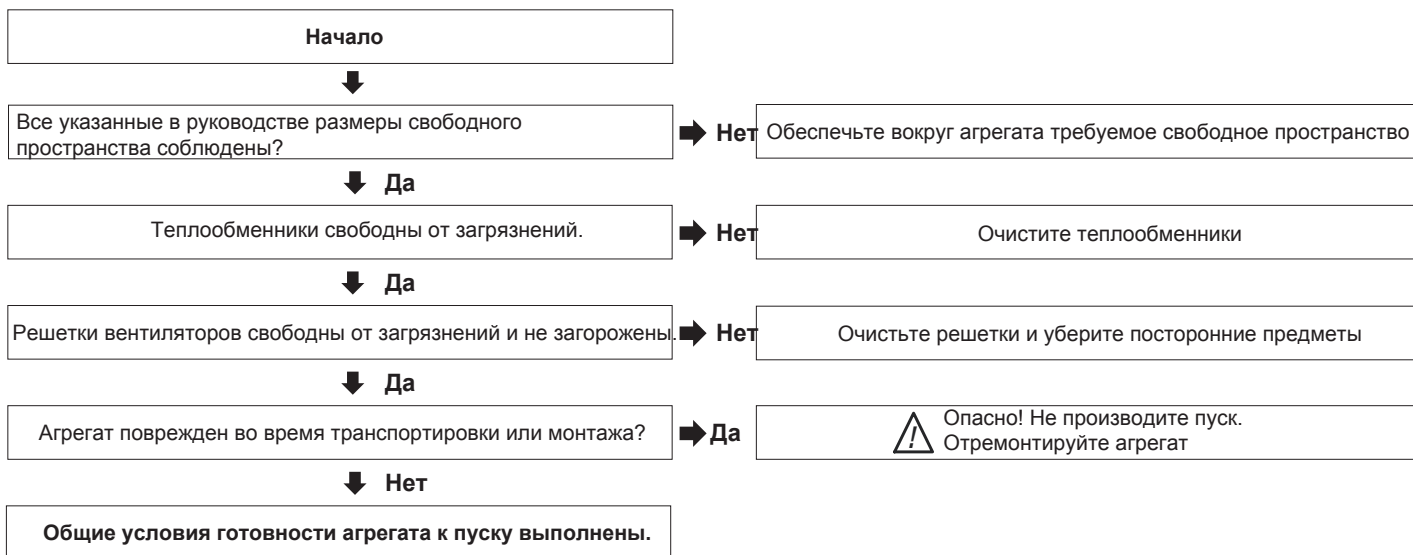 Начало
Все указанные в руководстве размеры свободного
пространства соблюдены?
Нет
Обеспечьте вокруг агрегата требуемое свободное пространство
Да
Теплообменники свободны от загрязнений.
Нет
Очистите теплообменники
Да
Решетки вентиляторов свободны от загрязнений и не загорожены.
Нет
Очистьте решетки и уберите посторонние предметы
Да
Агрегат поврежден во время транспортировки или монтажа?
Да
Опасно! Не производите пуск.
Отремонтируйте агрегат
Нет
Общие условия готовности агрегата к пуску выполнены.